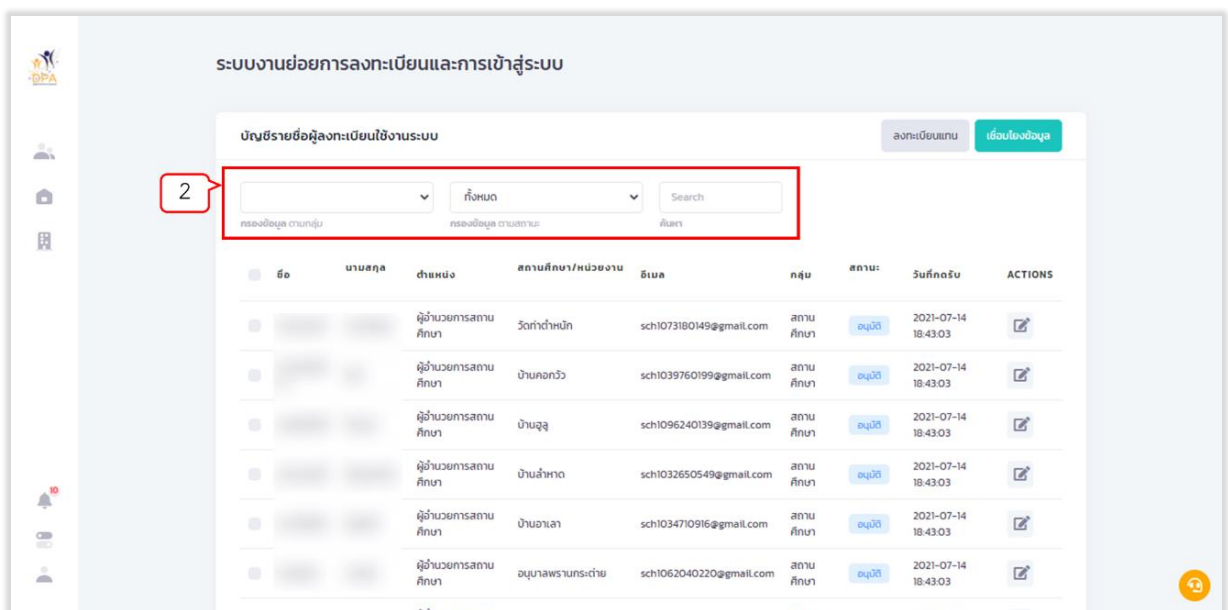 DPA
ระบบงานย่อยการลงทะเบียนและการเข้าสู่ระบบ
บัญชีรายชื่อผู้ลงทะเบียนใช้งานระบบ
ลงทะเบียนแทน
เชื่อมโยงข้อมูล
2
ทั้งหมด
Search
กรองข้อมูล ตามกลุ่ม
กรองข้อมูล ตามสถานะ
ค้นหา
ชื่อ นามสกุล ตำแหน่ง สถานศึกษา/หน่วยงาน อีเมล กลุ่ม สถานะ วันที่กดรับ ACTIONS
ผู้อำนวยการสถาน วัดท่าตำหนัก sch1073180149@gmail.com สถาน อนุมัติ 2021-07-14
ศึกษา ศึกษา 18:43:03
ผู้อำนวยการสถาน บ้านคอกวัว sch1039760199@gmail.com สถาน อนุมัติ 2021-07-14
ศึกษา ศึกษา 18:43:03
ผู้อำนวยการสถาน บ้านฮูลู sch1096240139@gmail.com สถาน อนุมัติ 2021-07-14
ศึกษา ศึกษา 18:43:03
ผู้อำนวยการสถาน บ้านลำหาด sch1032650549@gmail.com สถาน อนุมัติ 2021-07-14
ศึกษา ศึกษา 18:43:03
10
ผู้อำนวยการสถาน บ้านอาเลา sch1034710916@gmail.com สถาน อนุมัติ 2021-07-14
ศึกษา ศึกษา 18:43:03
ผู้อำนวยการสถาน อนุบาลพรานกระต่าย sch1062040220@gmail.com สถาน อนุมัติ 2021-07-14
ศึกษา ศึกษา 18:43:03